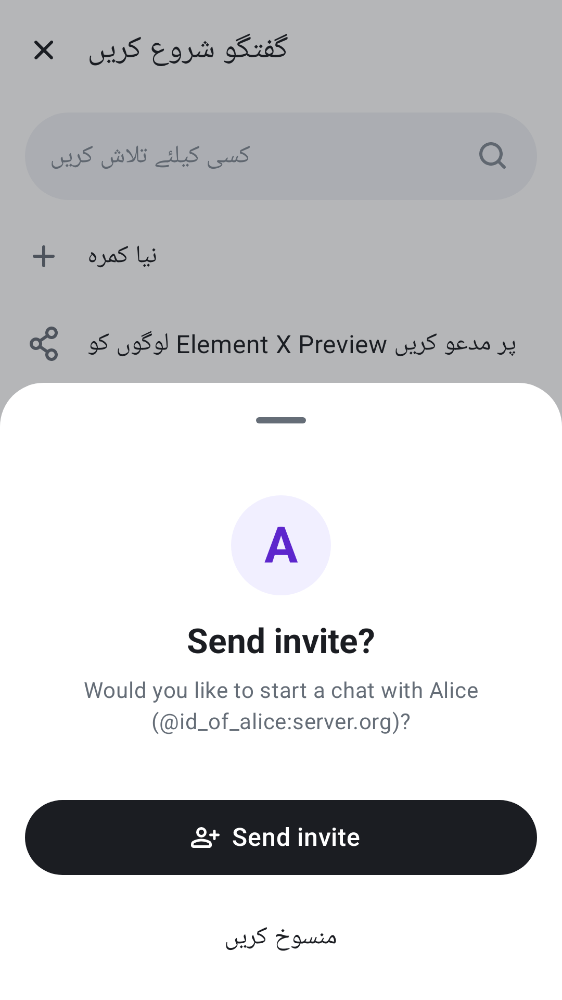 گفتگو شروع کریں
کسی کیلئے تلاش کریں
نیا کمرہ
لوگوں کو Element X Preview پر مدعو کریں
A
Send invite?
Would you like to start a chat with Alice
(@id_of_alice:server.org)?
Send invite
منسوخ کریں